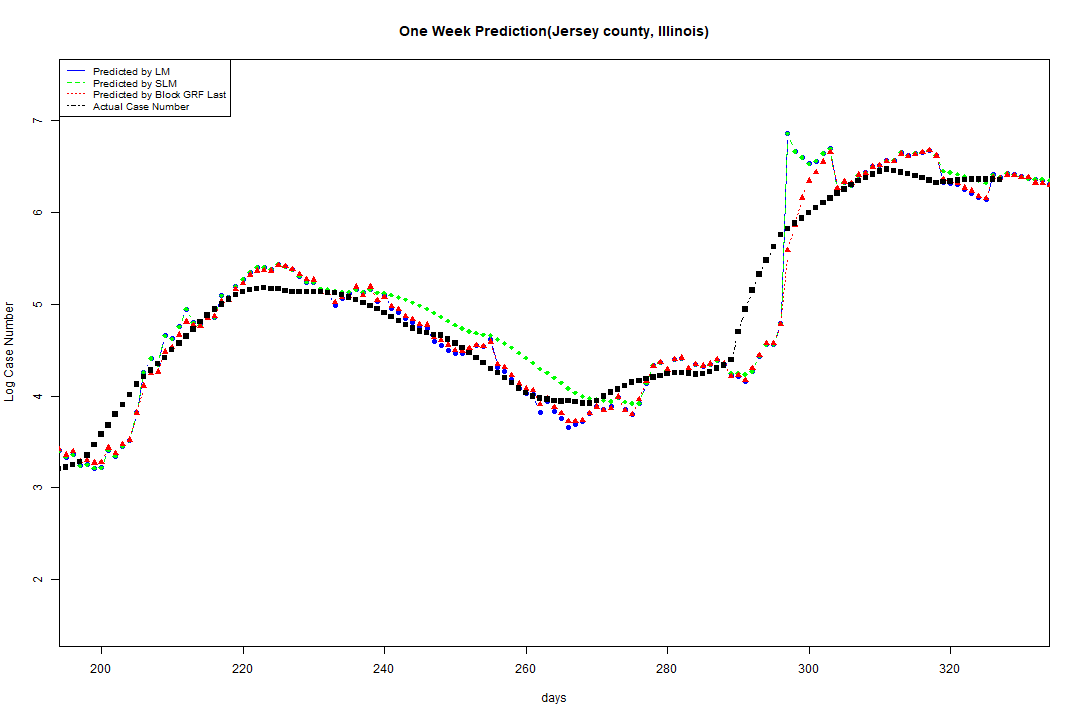 One Week Prediction(Jersey county, Illinois)
Predicted by LM
Predicted by SLM
Predicted by Block GRF Last
Actual Case Number
Log Case Number
7
6
5
4
3
2
200 220 240 260 280 300 320
days